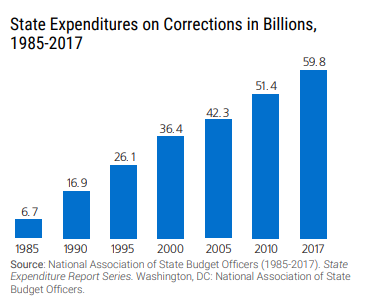 State Expenditures on Corrections in Billions,
1985-2017
59.8
51.4
42.3
36.4
26.1
16.9
6.7
1985 1990 1995 2000 2005 2010 2017
Source: National Association of State Budget Officers (1985-2017). State
Expenditure Report Series. Washington, DC: National Association of State
Budget Officers.